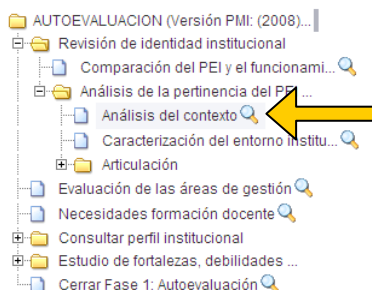 AUTOEVALUACION (Versión PMI: (2008)...
Revisión de identidad institucional
Comparación del PEI y el funcionami...
Análisis de la pertinencia del PEI ...
Análisis del contexto
Caracterización del entorno institu...
Articulación
Evaluación de las áreas de gestión
Necesidades formación docente
Consultar perfil institucional
Estudio de fortalezas, debilidades ...
Cerrar Fase 1: Autoevaluación